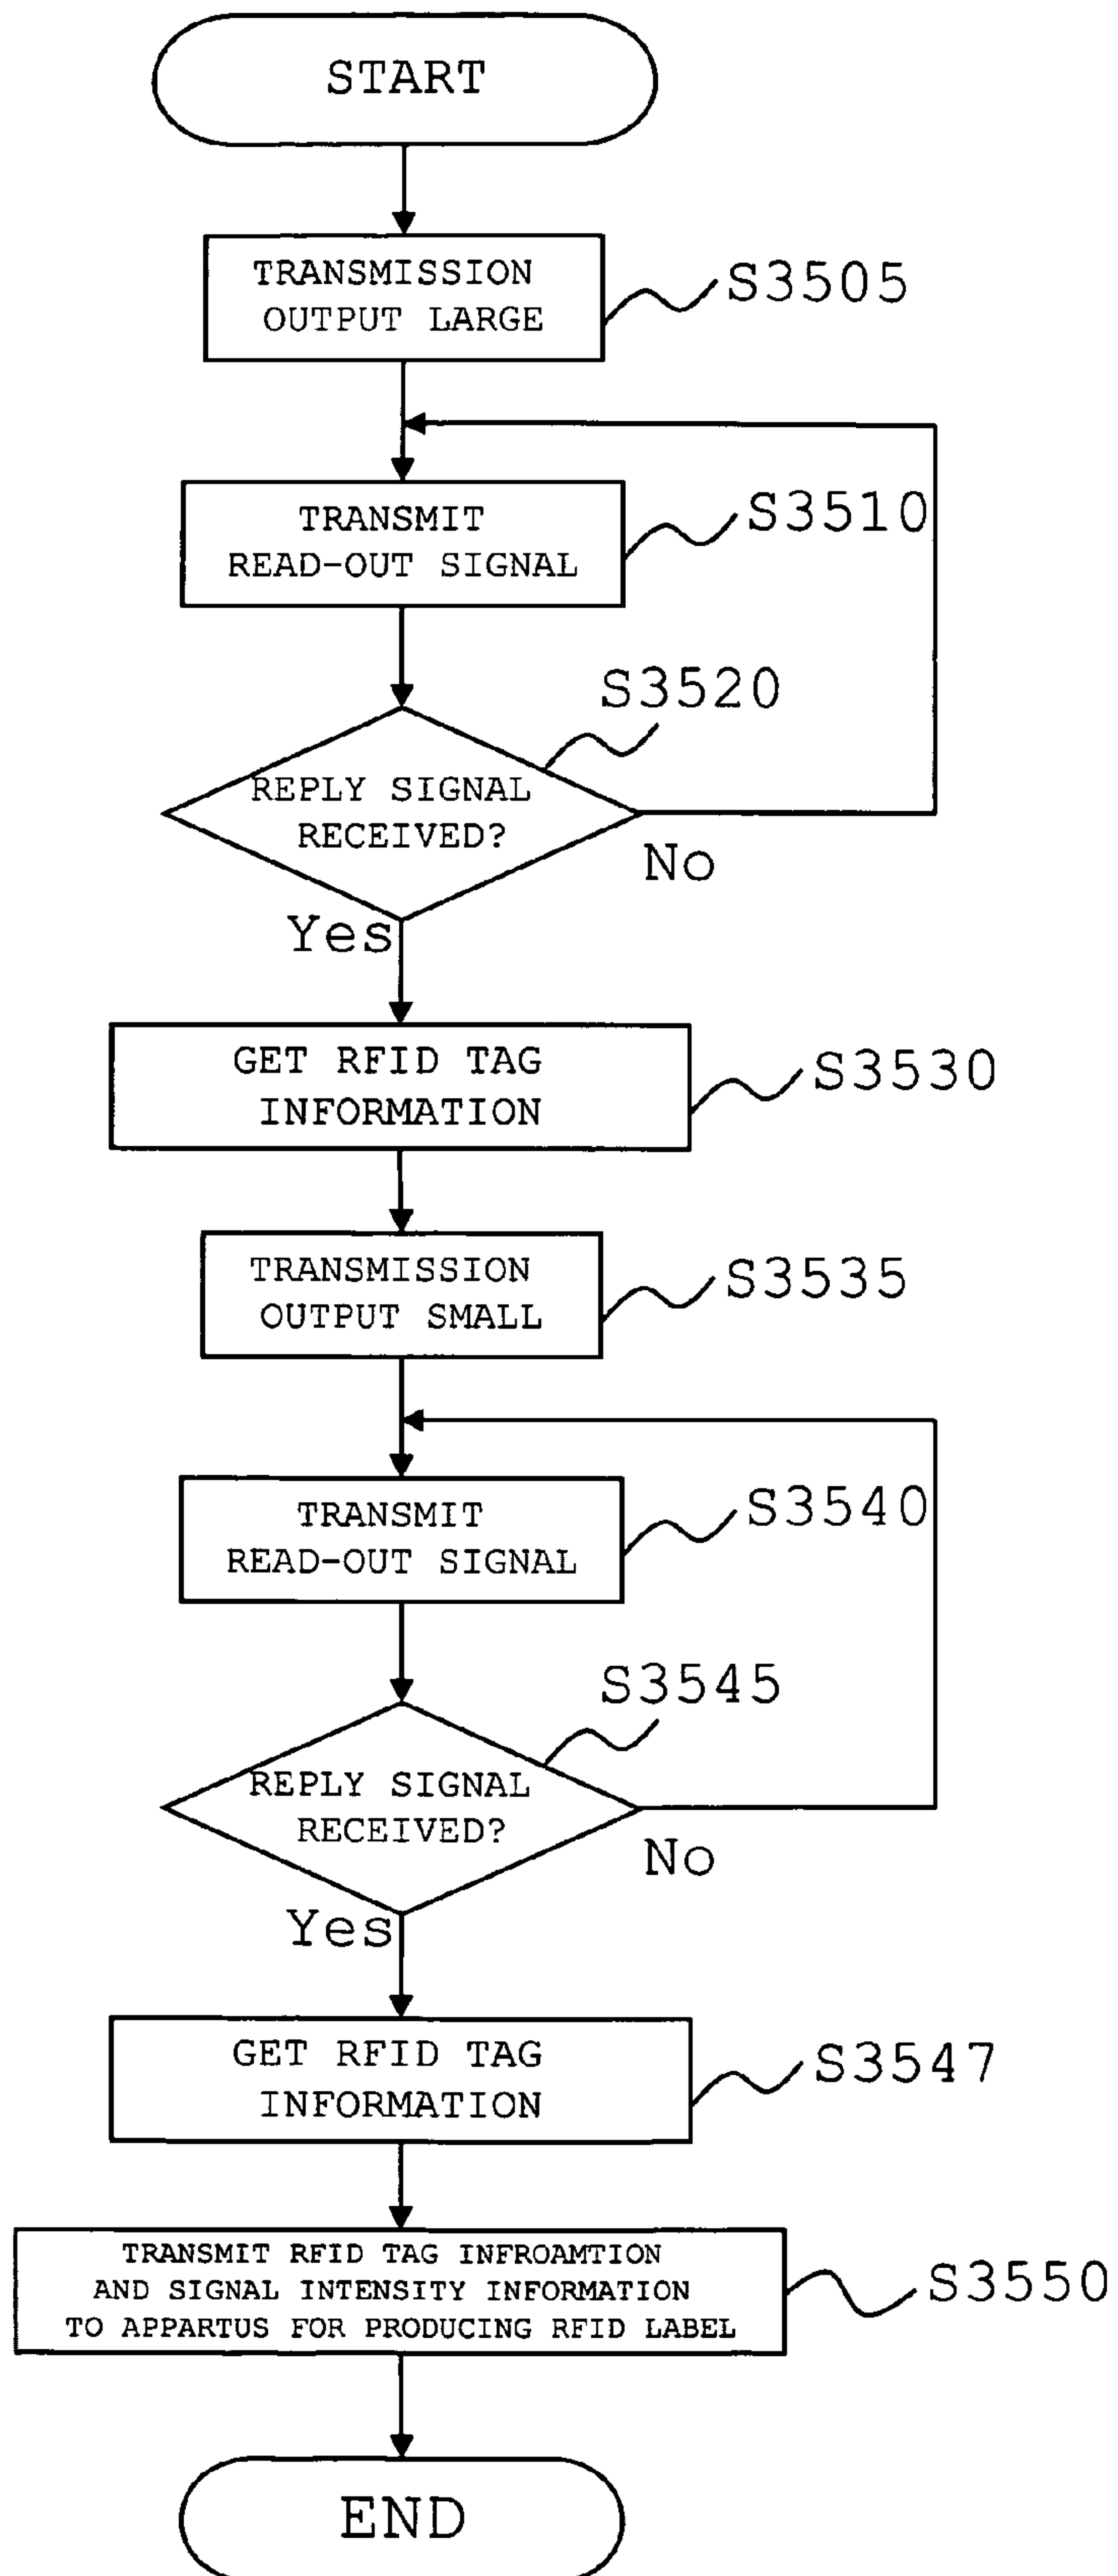 START
TRANSMISSION
OUTPUT LARGE
S3505
TRANSMIT
READ-OUT SIGNAL
S3510
S3520
REPLY SIGNAL
RECEIVED?
No
Yes
GET RFID TAG
INFORMATION
S3530
TRANSMISSION
OUTPUT SMALL
S3535
TRANSMIT
READ-OUT SIGNAL
S3540
S3545
REPLY SIGNAL
RECEIVED?
No
Yes
GET RFID TAG
INFORMATION
S3547
TRANSMIT RFID TAG INFROAMTION
AND SIGNAL INTENSITY INFORMATION
TO APPARTUS FOR PRODUCING RFID LABEL
S3550
END